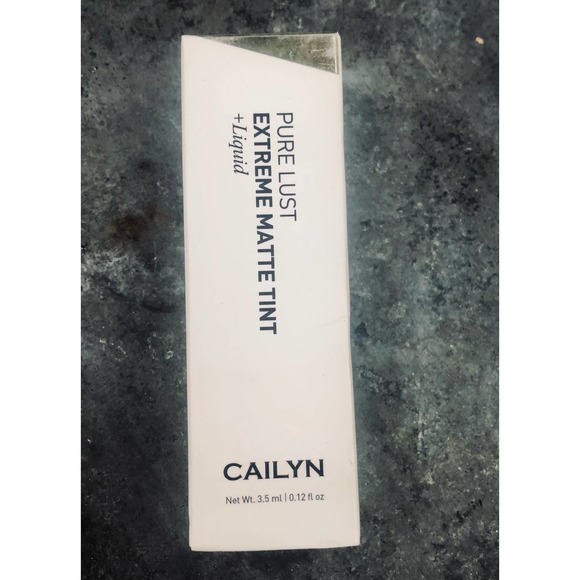 PURE LUST
EXTREME MATTE TINT
+Liquid
CAILYN
Net Wt. 3.5 ml | 0.12 fl oz